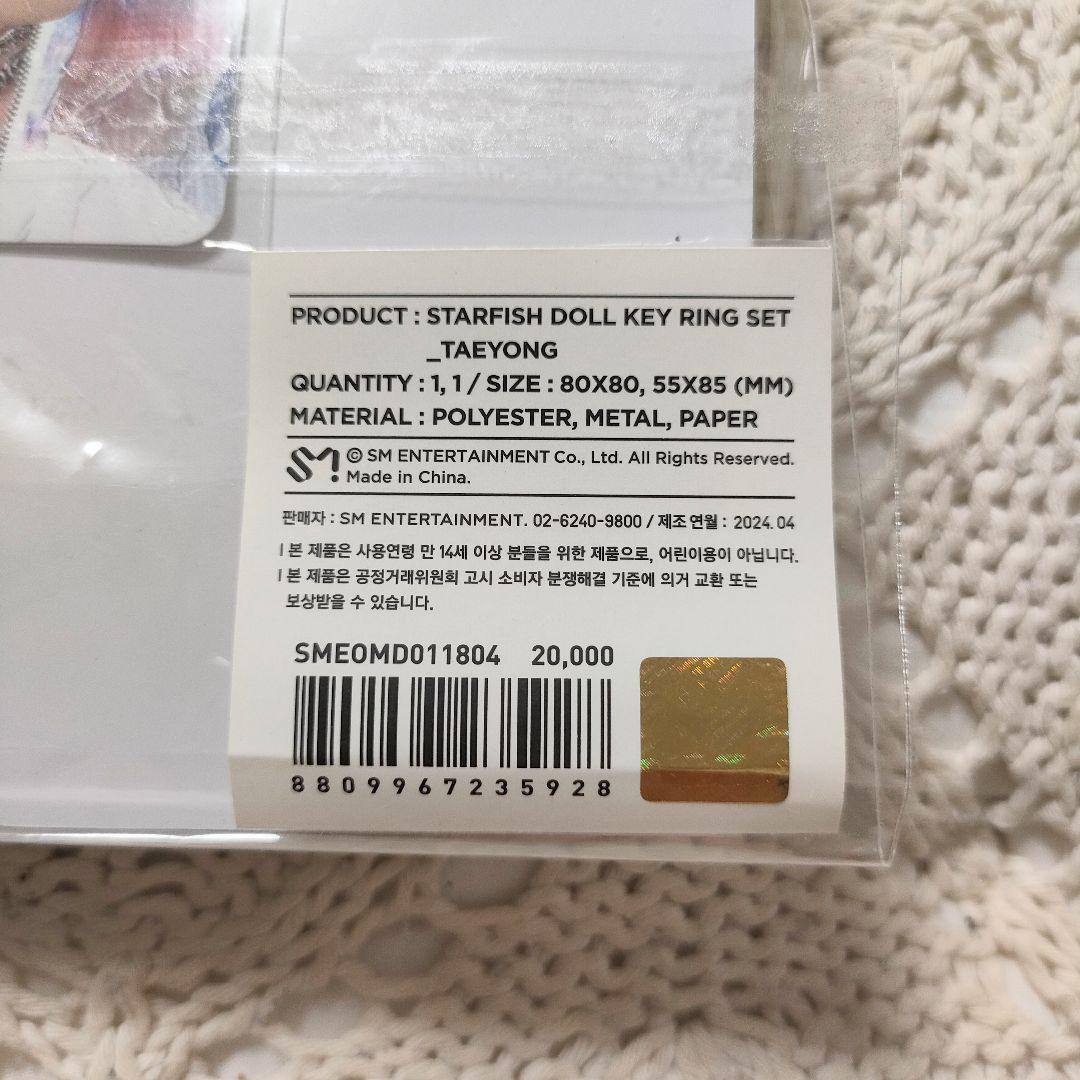 PRODUCT : STARFISH DOLL KEY RING SET
_TAEYONG
QUANTITY : 1, 1 / SIZE : 80X80, 55X85 (MM)
MATERIAL : POLYESTER, METAL, PAPER
SM! © SM ENTERTAINMENT Co., Ltd. All Rights Reserved.
Made in China.
판매자 : SM ENTERTAINMENT. 02-6240-9800 / 제조연월 : 2024. 04
l 본 제품은 사용연령 만 14세 이상 분들을 위한 제품으로, 어린이용이 아닙니다.
l 본 제품은 공정거래위원회 고시 소비자 분쟁해결 기준에 의거 교환 또는
보상받을 수 있습니다.
SMEOMD011804 20,000
8809967235928